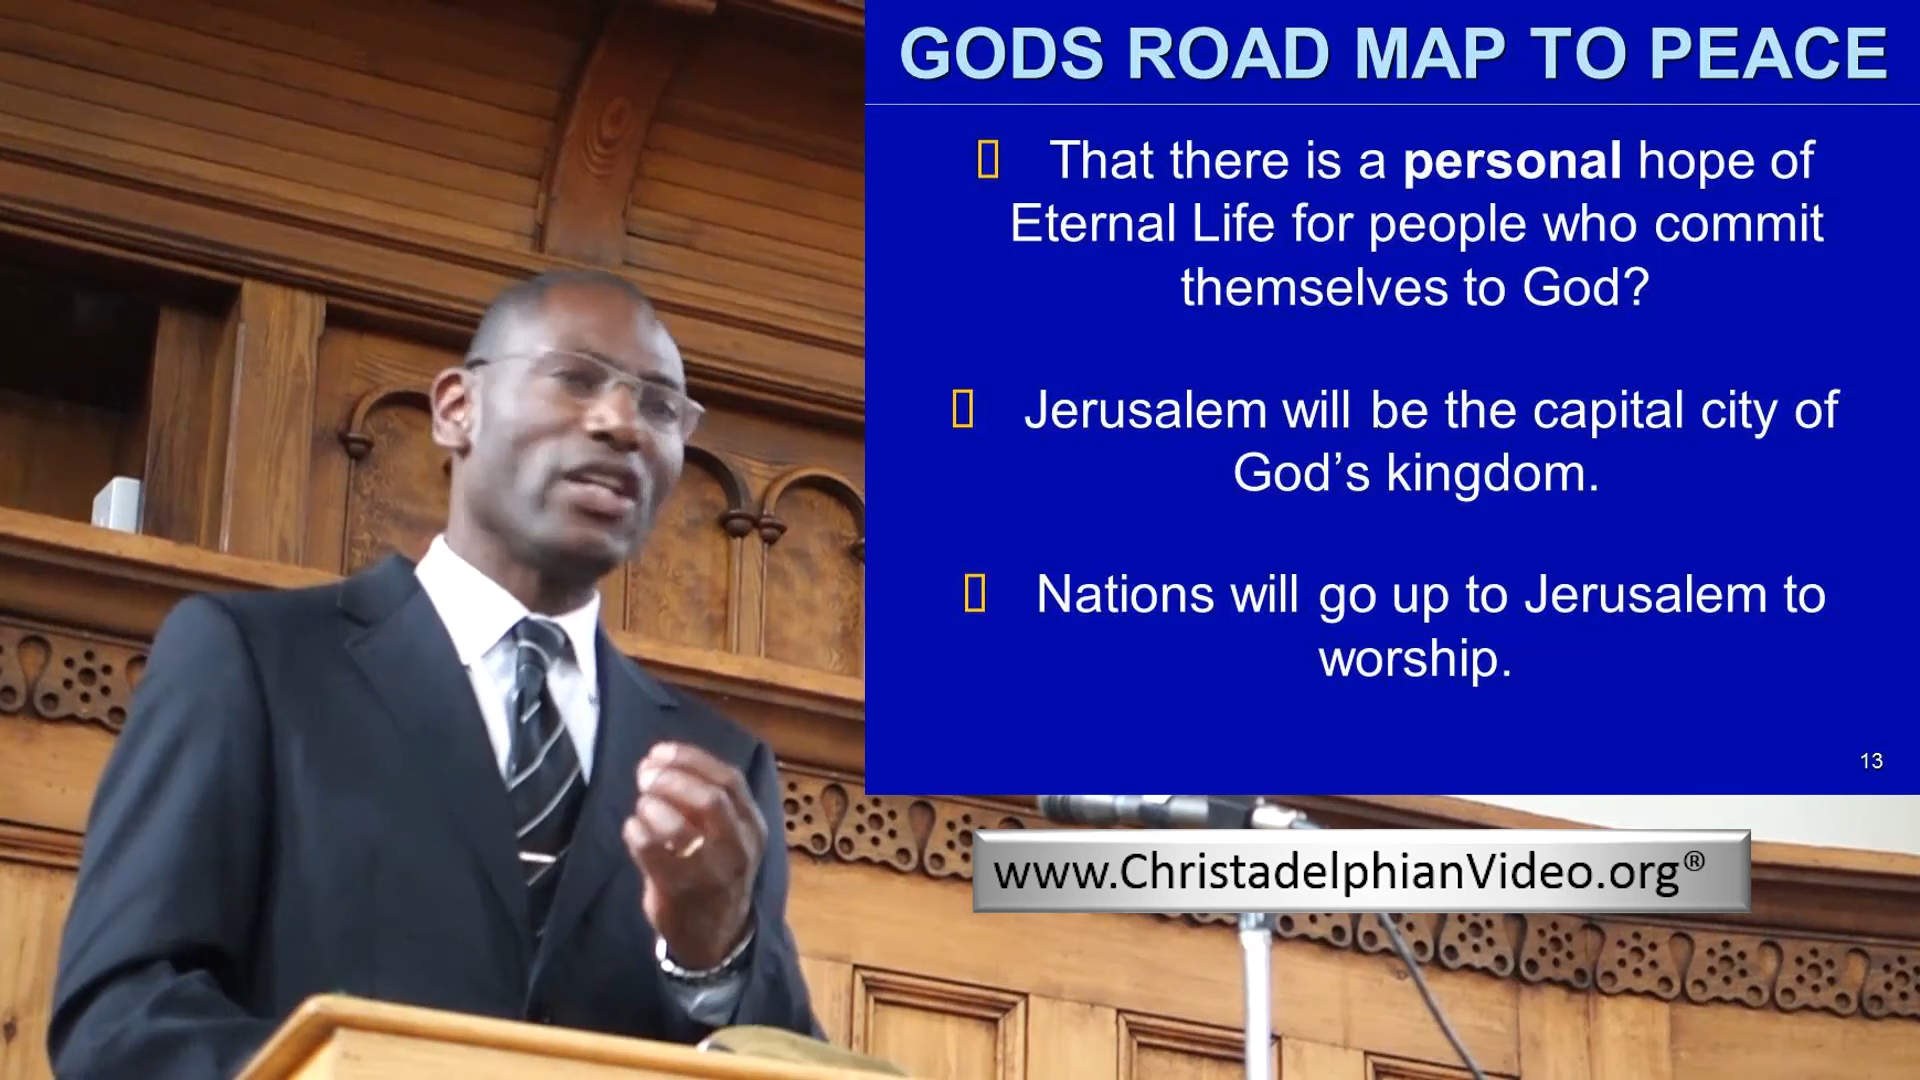 GODS ROAD MAP TO PEACE
That there is a personal hope of
Eternal Life for people who commit
themselves to God?
Jerusalem will be the capital city of
God’s kingdom.
Nations will go up to Jerusalem to
worship.
13
www.ChristadelphianVideo.org®